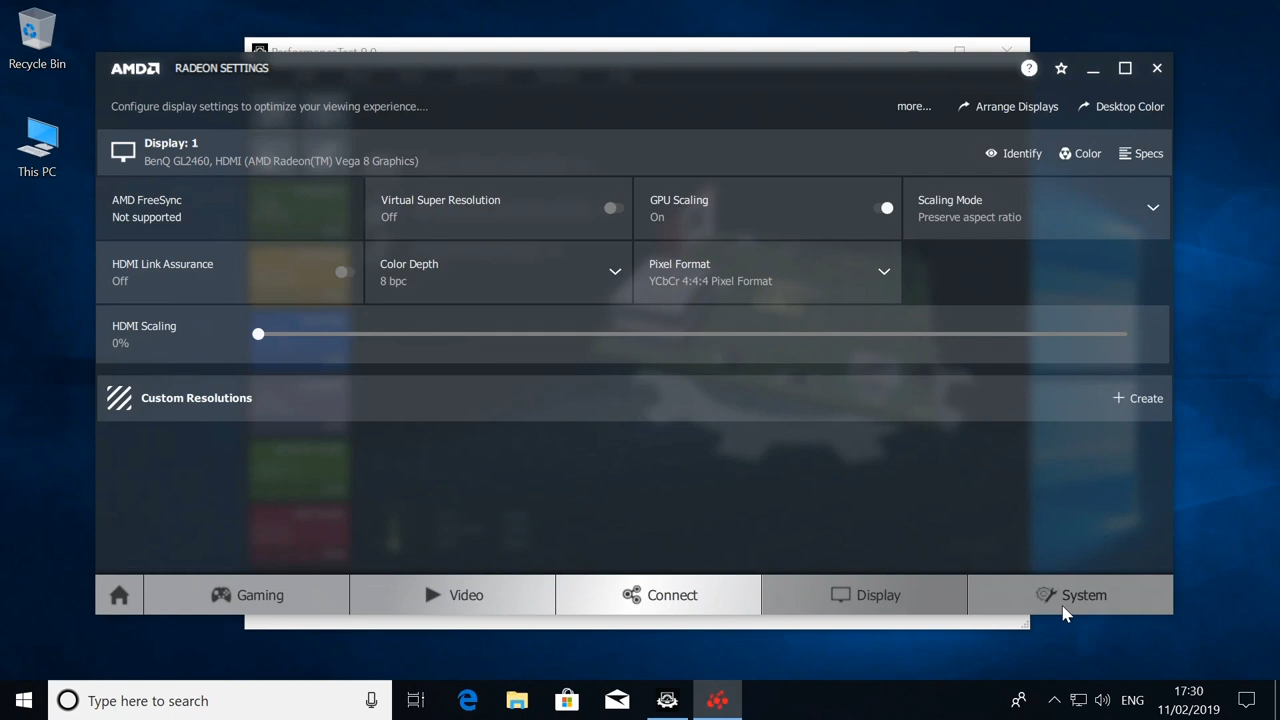 Recycle Bin
This PC
PerformanceTest 9.0
AMD RADEON SETTINGS
?
Configure display settings to optimize your viewing experience....
more... Arrange Displays Desktop Color
Display: 1
BenQ GL2460, HDMI (AMD Radeon(TM) Vega 8 Graphics)
Identify Color Specs
AMD FreeSync
Not supported
Virtual Super Resolution
Off
GPU Scaling
On
Scaling Mode
Preserve aspect ratio
HDMI Link Assurance
Off
Color Depth
8 bpc
Pixel Format
YCbCr 4:4:4 Pixel Format
HDMI Scaling
0%
Custom Resolutions
Create
Gaming Video Connect Display System
Type here to search
ENG
17:30
11/02/2019